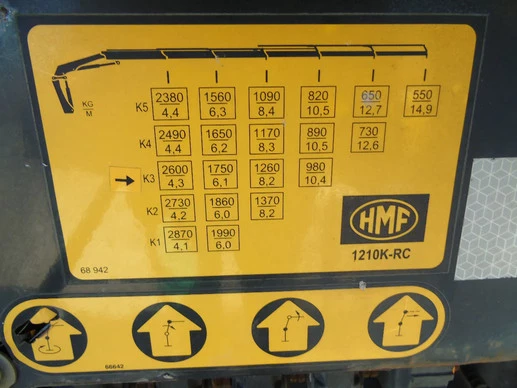 KG
M
K5 2380 1560 1090 820 650 550
4,4 6,3 8,4 10,5 12,7 14,9
K4 2490 1650 1170 890 730
4,4 6,2 8,3 10,5 12,6
K3 2600 1750 1260 980
4,3 6,1 8,2 10,4
K2 2730 1860 1370
4,2 6,0 8,2
K1 2870 1990
4,1 6,0
HMF
1210K-RC
68 942
66642